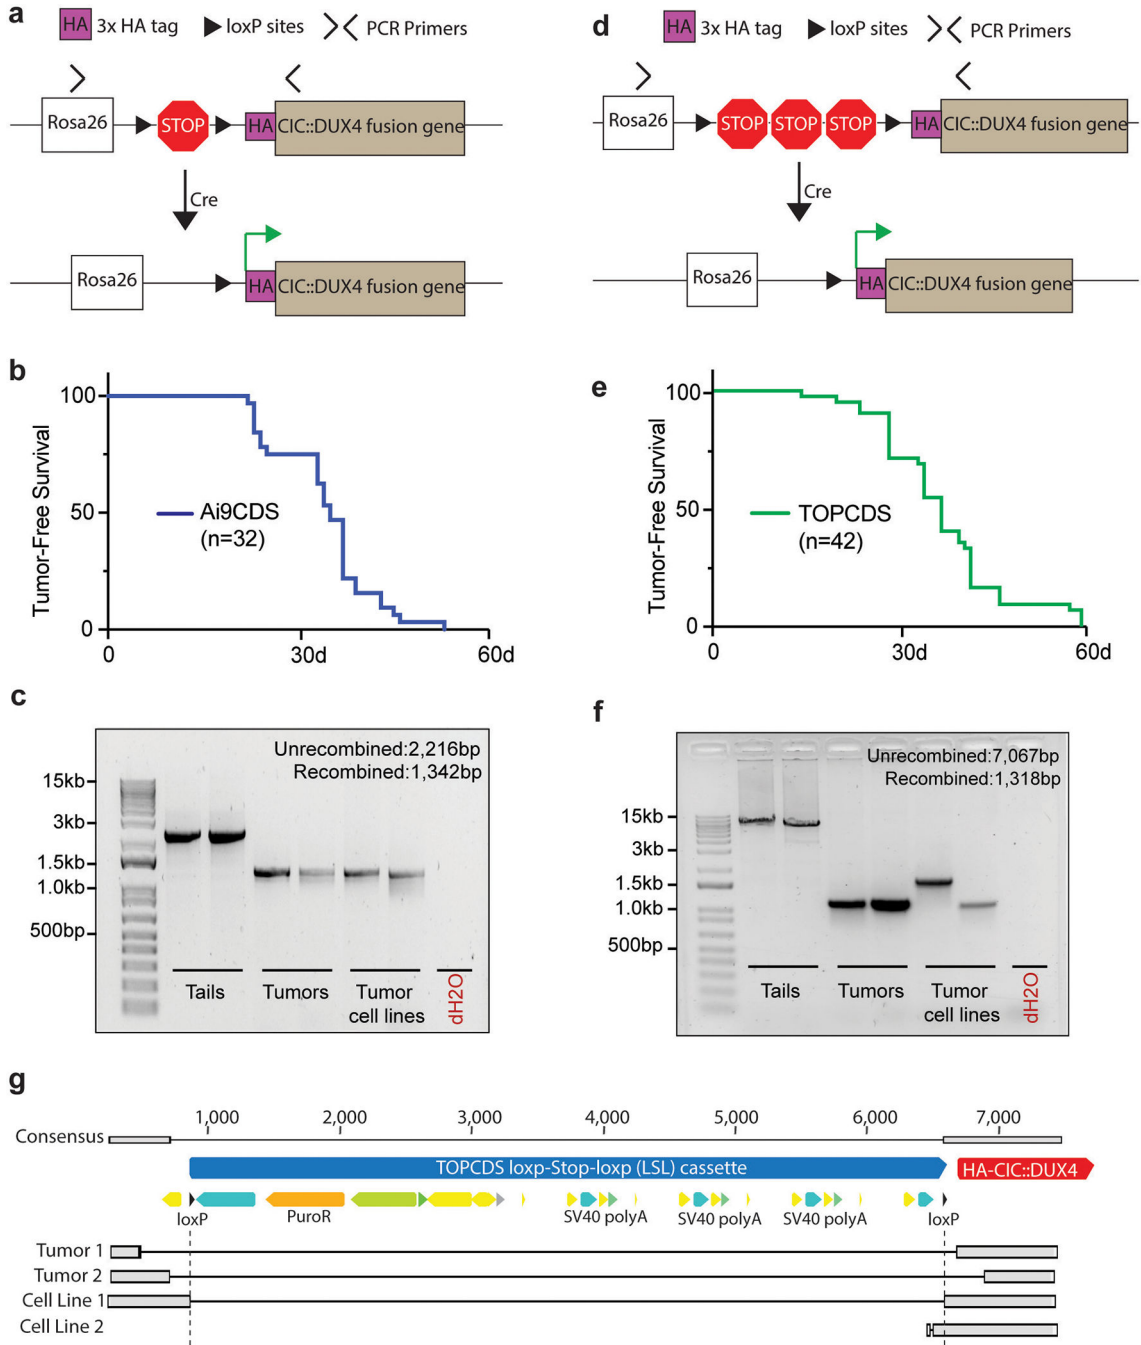 a
HA 3x HA tag
loxP sites
PCR Primers
Rosa26
STOP
HA CIC::DUX4 fusion gene
Cre
Rosa26
HA CIC::DUX4 fusion gene
d
HA 3x HA tag
loxP sites
PCR Primers
Rosa26
STOP STOP STOP
HA CIC::DUX4 fusion gene
Cre
Rosa26
HA CIC::DUX4 fusion gene
b
Tumor-Free Survival
100
50
0
0 30d 60d
Ai9CDS
(n=32)
e
Tumor-Free Survival
100
50
0
0 30d 60d
TOPCDS
(n=42)
c
Unrecombined:2,216bp
Recombined:1,342bp
15kb
3kb
1.5kb
1.0kb
500bp
Tails
Tumors
Tumor
cell lines
dH2O
f
Unrecombined:7,067bp
Recombined:1,318bp
15kb
3kb
1.5kb
1.0kb
500bp
Tails
Tumors
Tumor
cell lines
dH2O
g
1,000 2,000 3,000 4,000 5,000 6,000 7,000
Consensus
TOPCDS loxp-Stop-loxp (LSL) cassette
HA-CIC::DUX4
loxP
PuroR
SV40 polyA
SV40 polyA
SV40 polyA
loxP
Tumor 1
Tumor 2
Cell Line 1
Cell Line 2